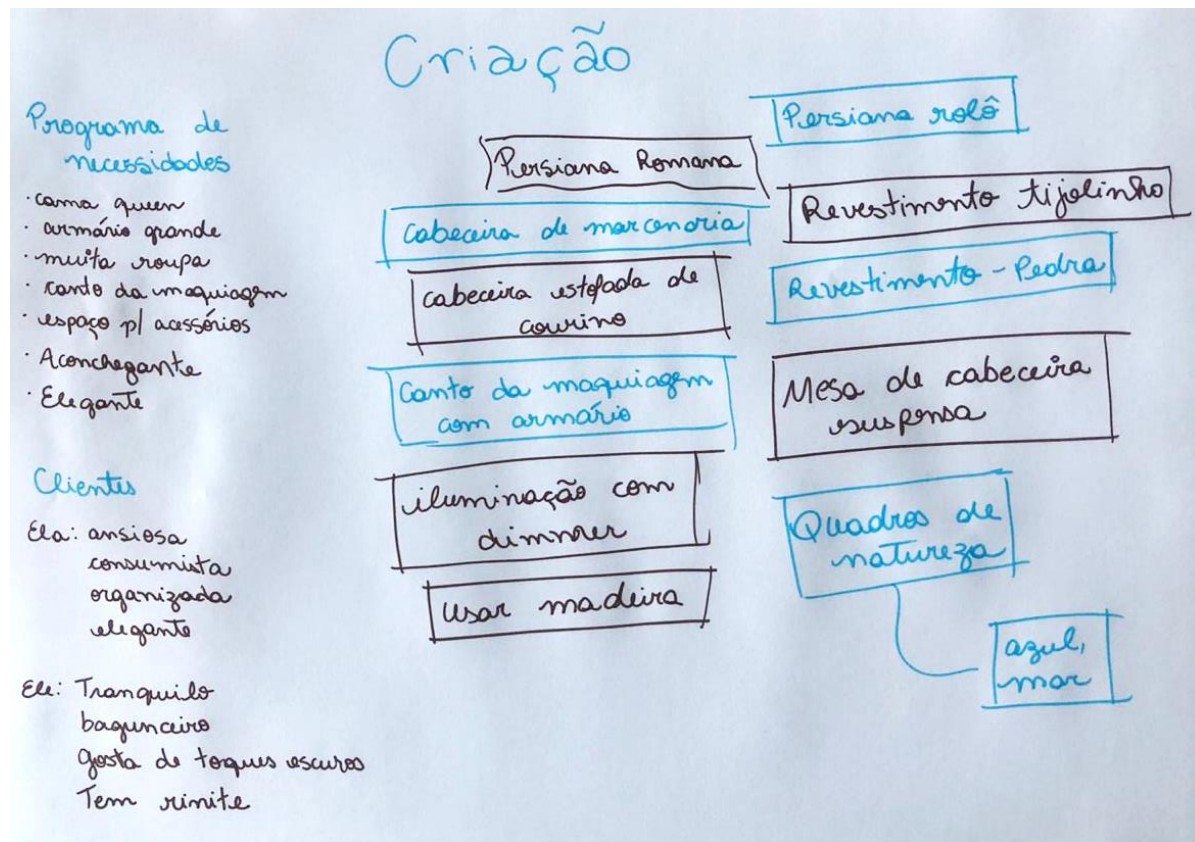 Criação
Programa de
necessidades
· cama queen
· armário grande
· muita roupa
· canto da maquiagem
· espaço p/ acessórios
· Aconchegante
· Elegante
Clientes
Ela: ansiosa
consumista
organizada
elegante
Ele: Tranquilo
bagunceiro
gosta de toques escuros
Tem rinite
Persiana Romana
Cabeceira de marcenaria
cabeceira estofada de
courino
Canto da maquiagem
com armário
iluminação com
dimmer
usar madeira
Persiana rolô
Revestimento tijolinho
Revestimento - Pedra
Mesa de cabeceira
suspensa
Quadros de
natureza
azul,
mar